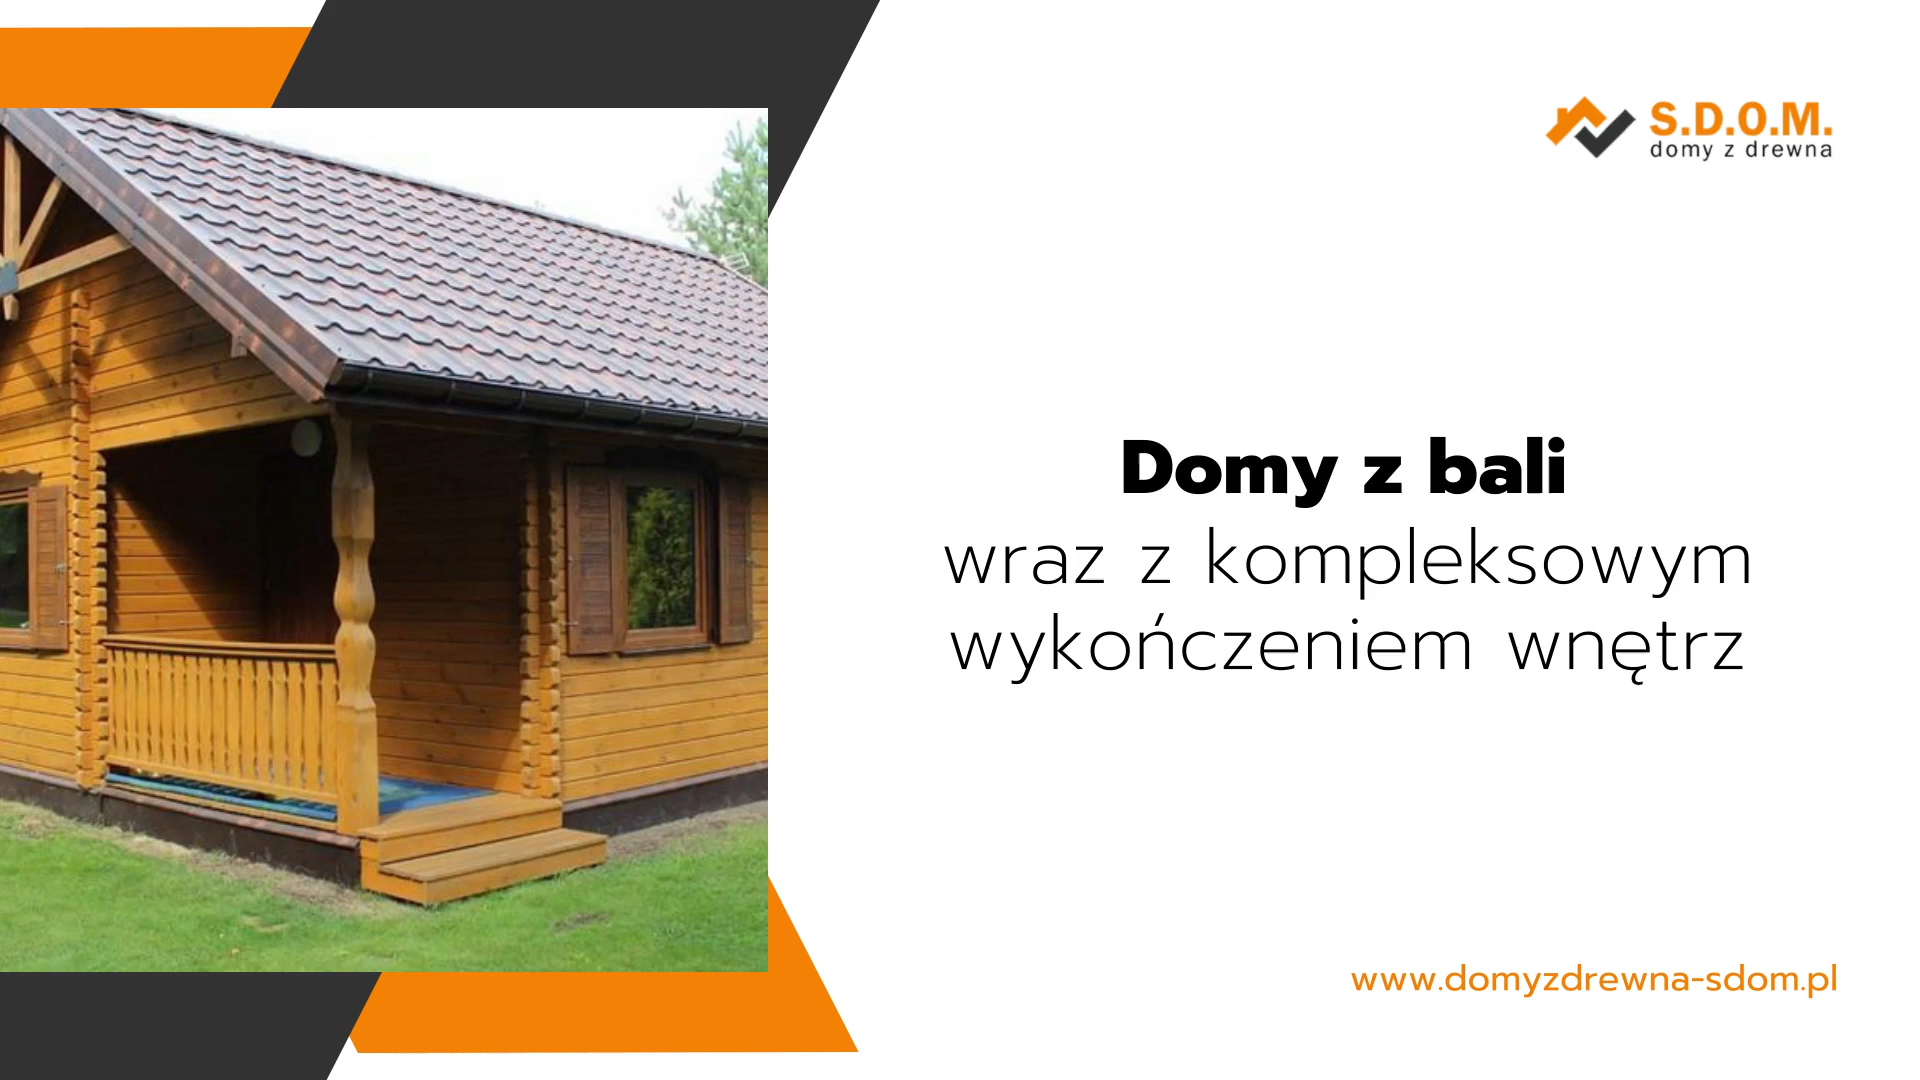 S.D.O.M.
domy z drewna
Domy z bali
wraz z kompleksowym
wykończeniem wnętrz
www.domyzdrewna-sdom.pl